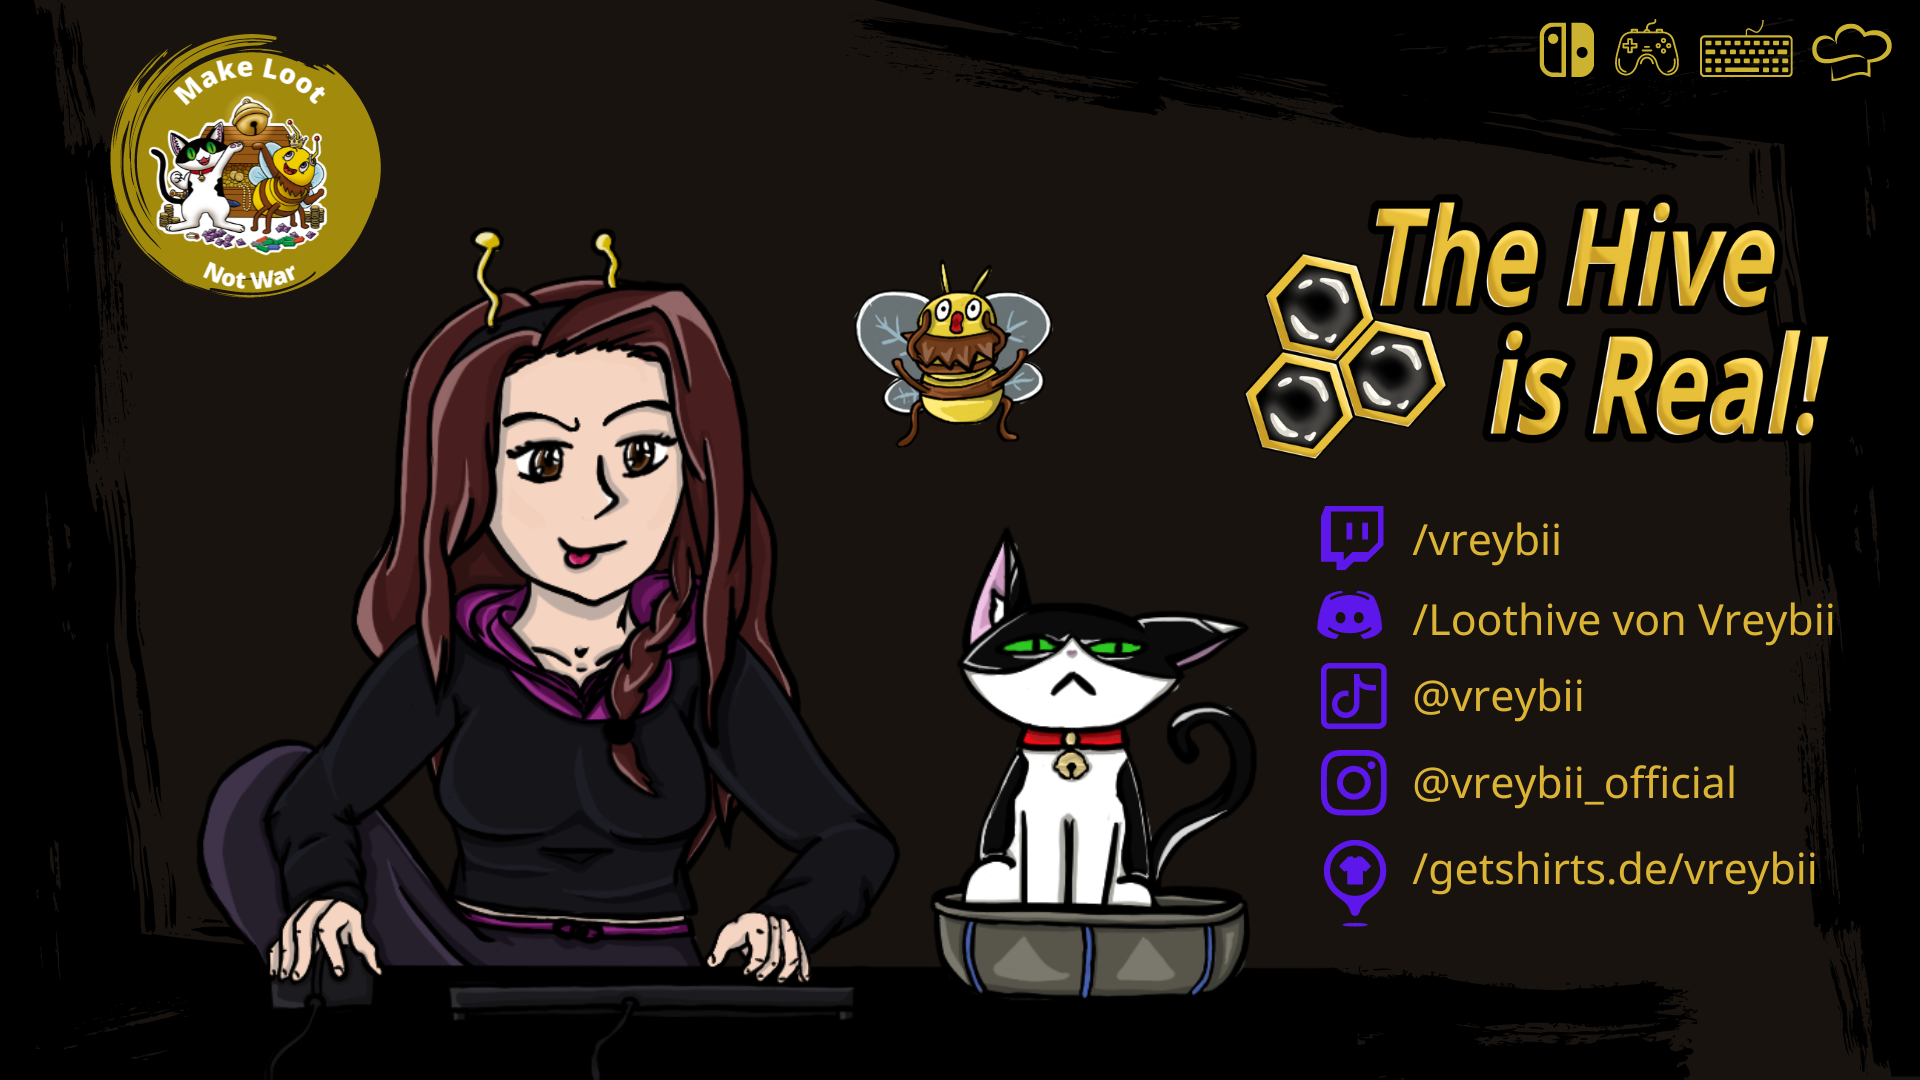 Make Loot
Not War
The Hive
is Real!
/vreybii
/Loothive von Vreybii
@vreybii
@vreybii_official
/getshirts.de/vreybii